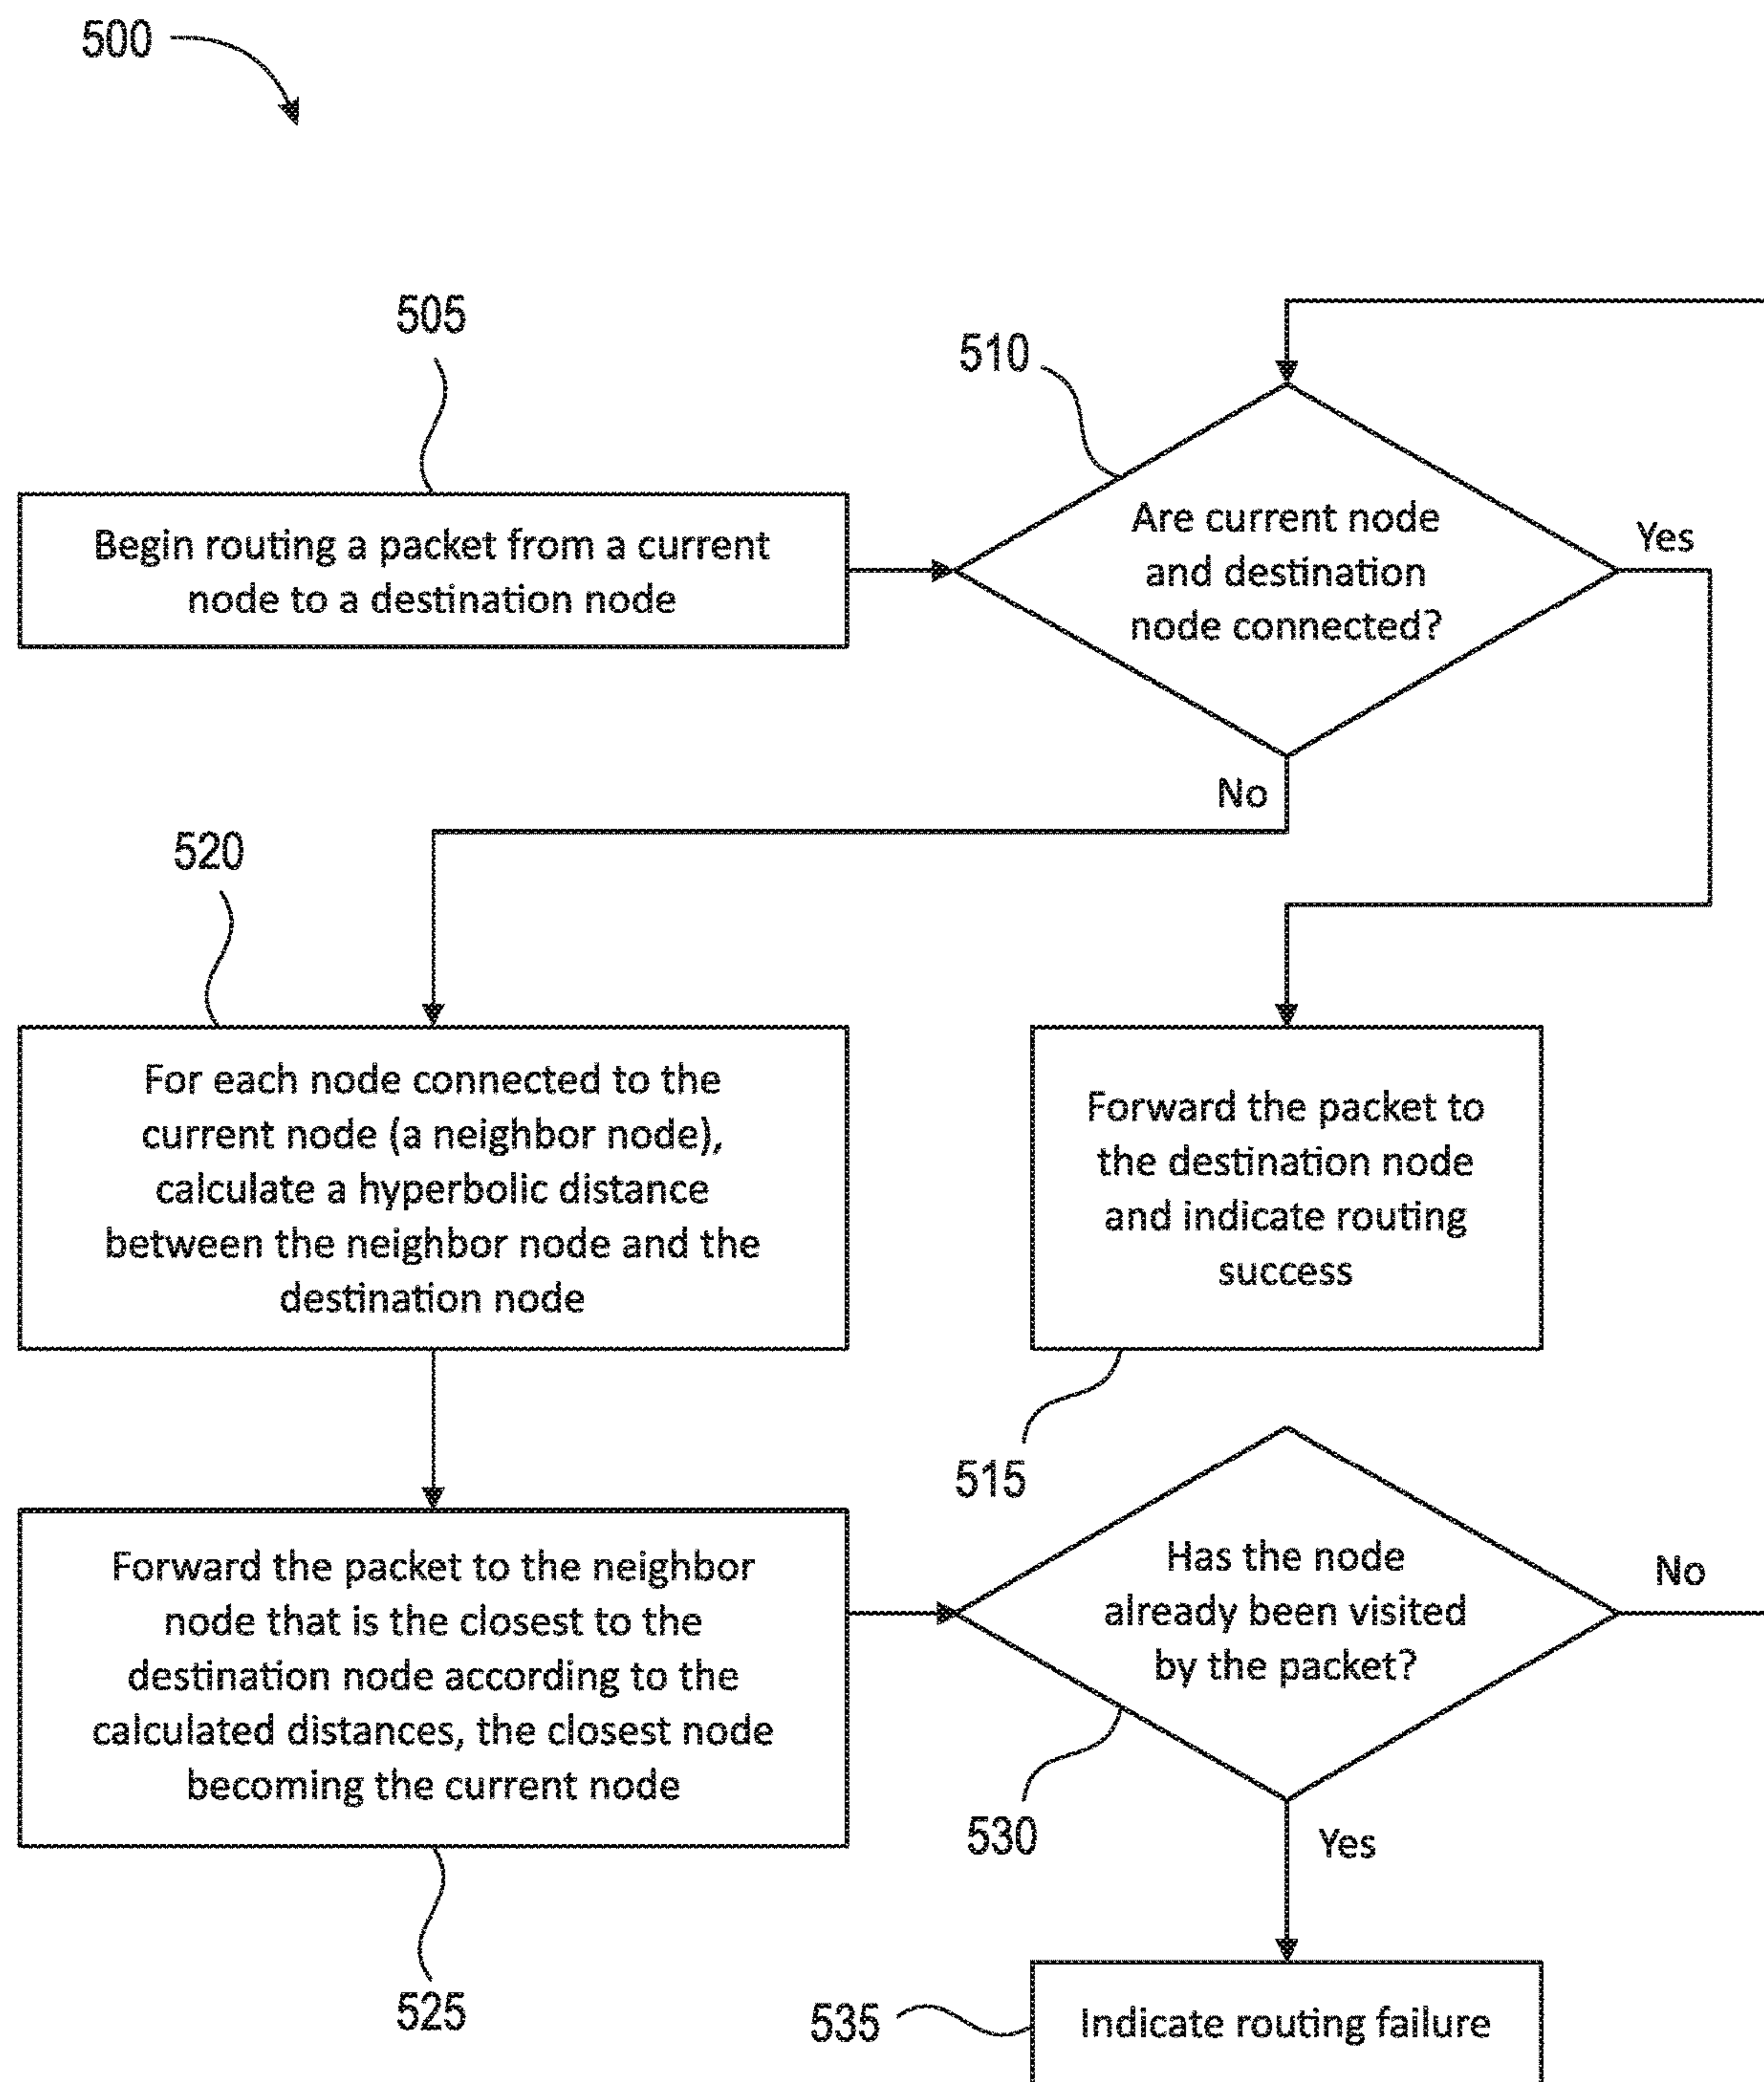 500
505
510
Begin routing a packet from a current
node to a destination node
Are current node
and destination
node connected?
Yes
No
520
For each node connected to the
current node (a neighbor node),
calculate a hyperbolic distance
between the neighbor node and the
destination node
Forward the packet to
the destination node
and indicate routing
success
515
Forward the packet to the neighbor
node that is the closest to the
destination node according to the
calculated distances, the closest node
becoming the current node
Has the node
already been visited
by the packet?
No
530
Yes
525
535
Indicate routing failure